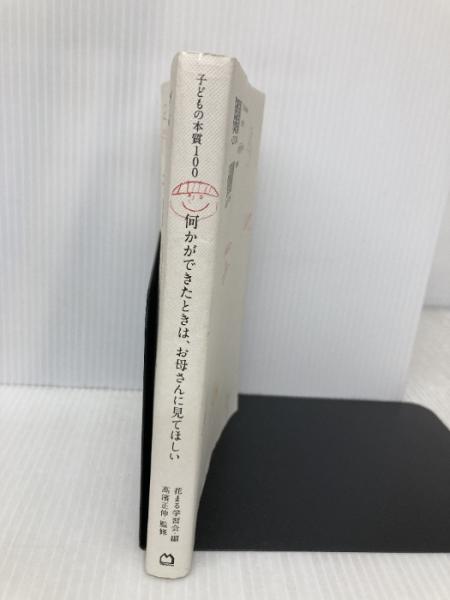 子どもの本質100
何かができたときは、お母さんに見てほしい
花まる学習会 編
高濱正伸 監修